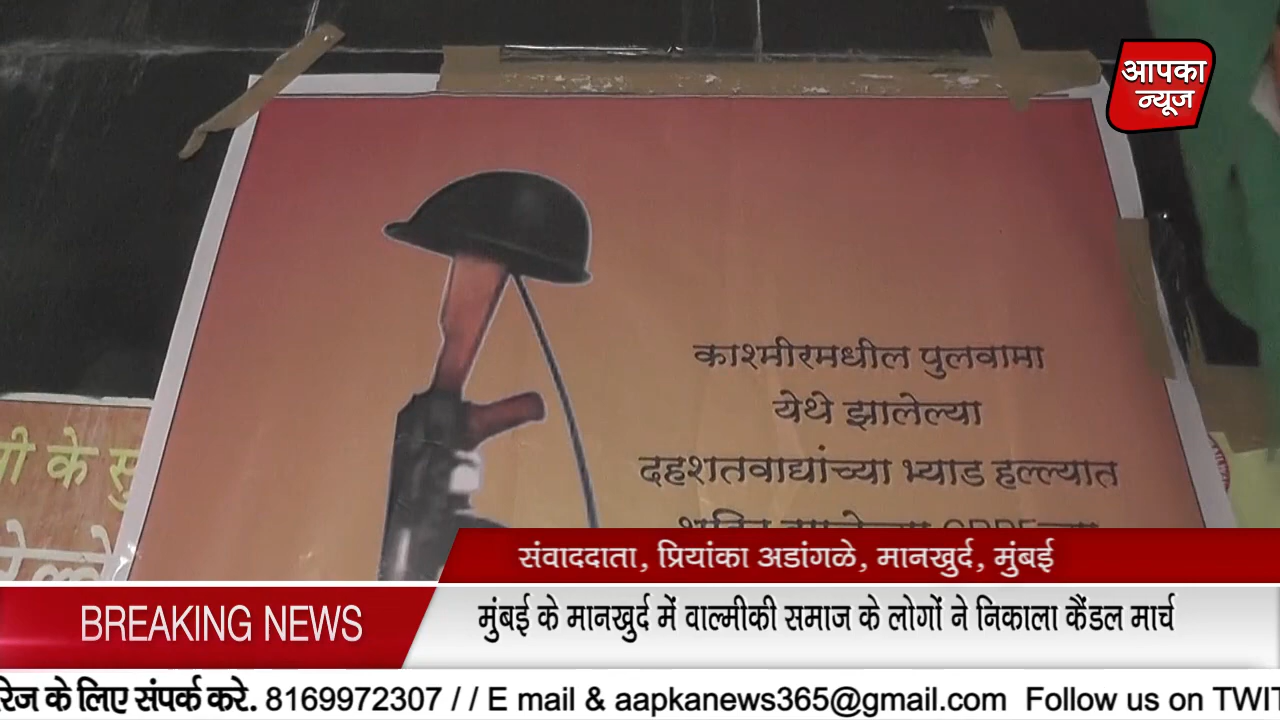 आपका
न्यूज
काश्मीरमधील पुलवामा
येथे झालेल्या
दहशतवाद्यांच्या भ्याड हल्ल्यात
के
संवाददाता, प्रियांका अडांगळे, मानखुर्द, मुंबई
BREAKING NEWS
मुंबई के मानखुर्द में वाल्मीकी समाज के लोगों ने निकाला कैंडल मार्च
के लिए संपर्क करे. 8169972307 / / E mail & aapkanews365@gmail.com Follow us on TWIT